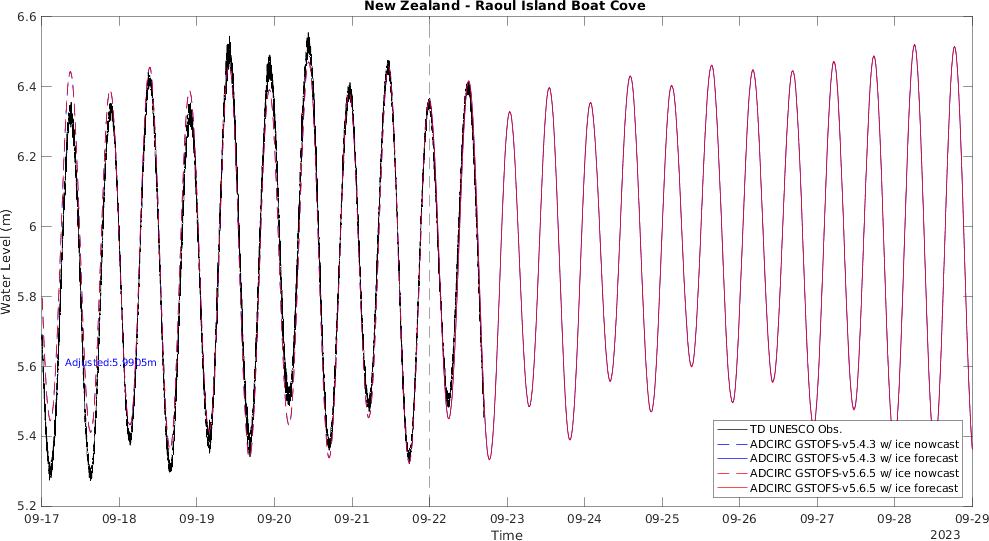 New Zealand - Raoul Island Boat Cove
6.6
6.4
6.2
6
5.8
5.6
5.4
5.2
Water Level (m)
Adjusted:5.9905m
TD UNESCO Obs.
ADCIRC GSTOFS-v5.4.3 w/ ice nowcast
ADCIRC GSTOFS-v5.4.3 w/ ice forecast
ADCIRC GSTOFS-v5.6.5 w/ ice nowcast
ADCIRC GSTOFS-v5.6.5 w/ ice forecast
09-17 09-18 09-19 09-20 09-21 09-22 09-23 09-24 09-25 09-26 09-27 09-28 09-29
Time
2023